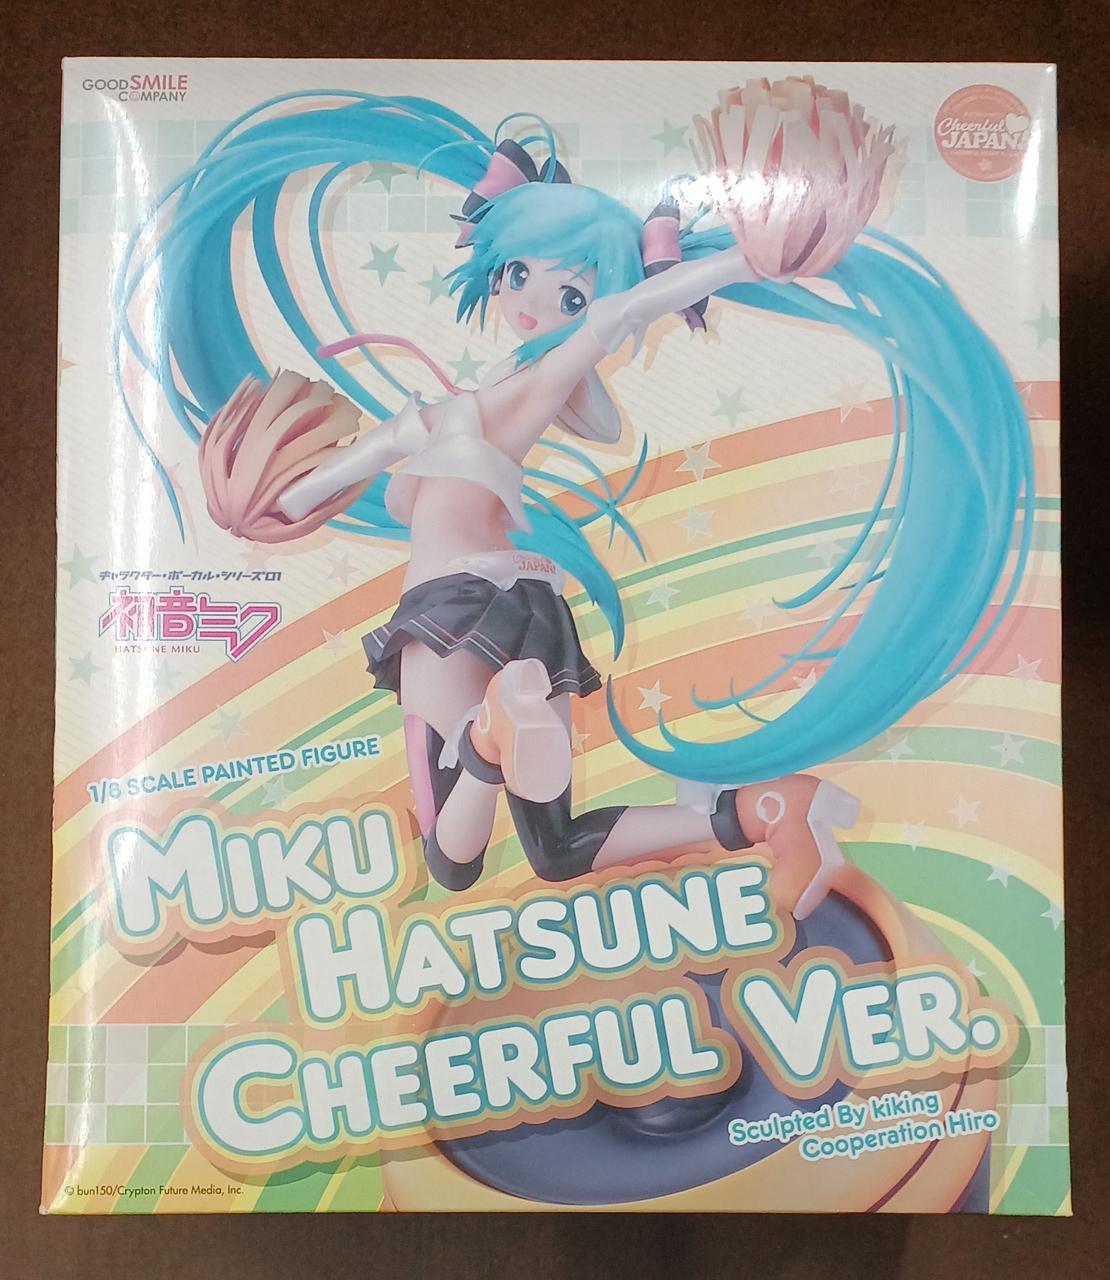 GOODSMILE
COMPANY
Cheerful
JAPAN!
JAPAN!
キャラクター・ボーカル・シリーズ01
初音ミク
HATSUNE MIKU
1/8 SCALE PAINTED FIGURE
MIKU
HATSUNE
CHEERFUL VER.
Sculpted By kiking
Cooperation Hiro
© bun150/Crypton Future Media, Inc.